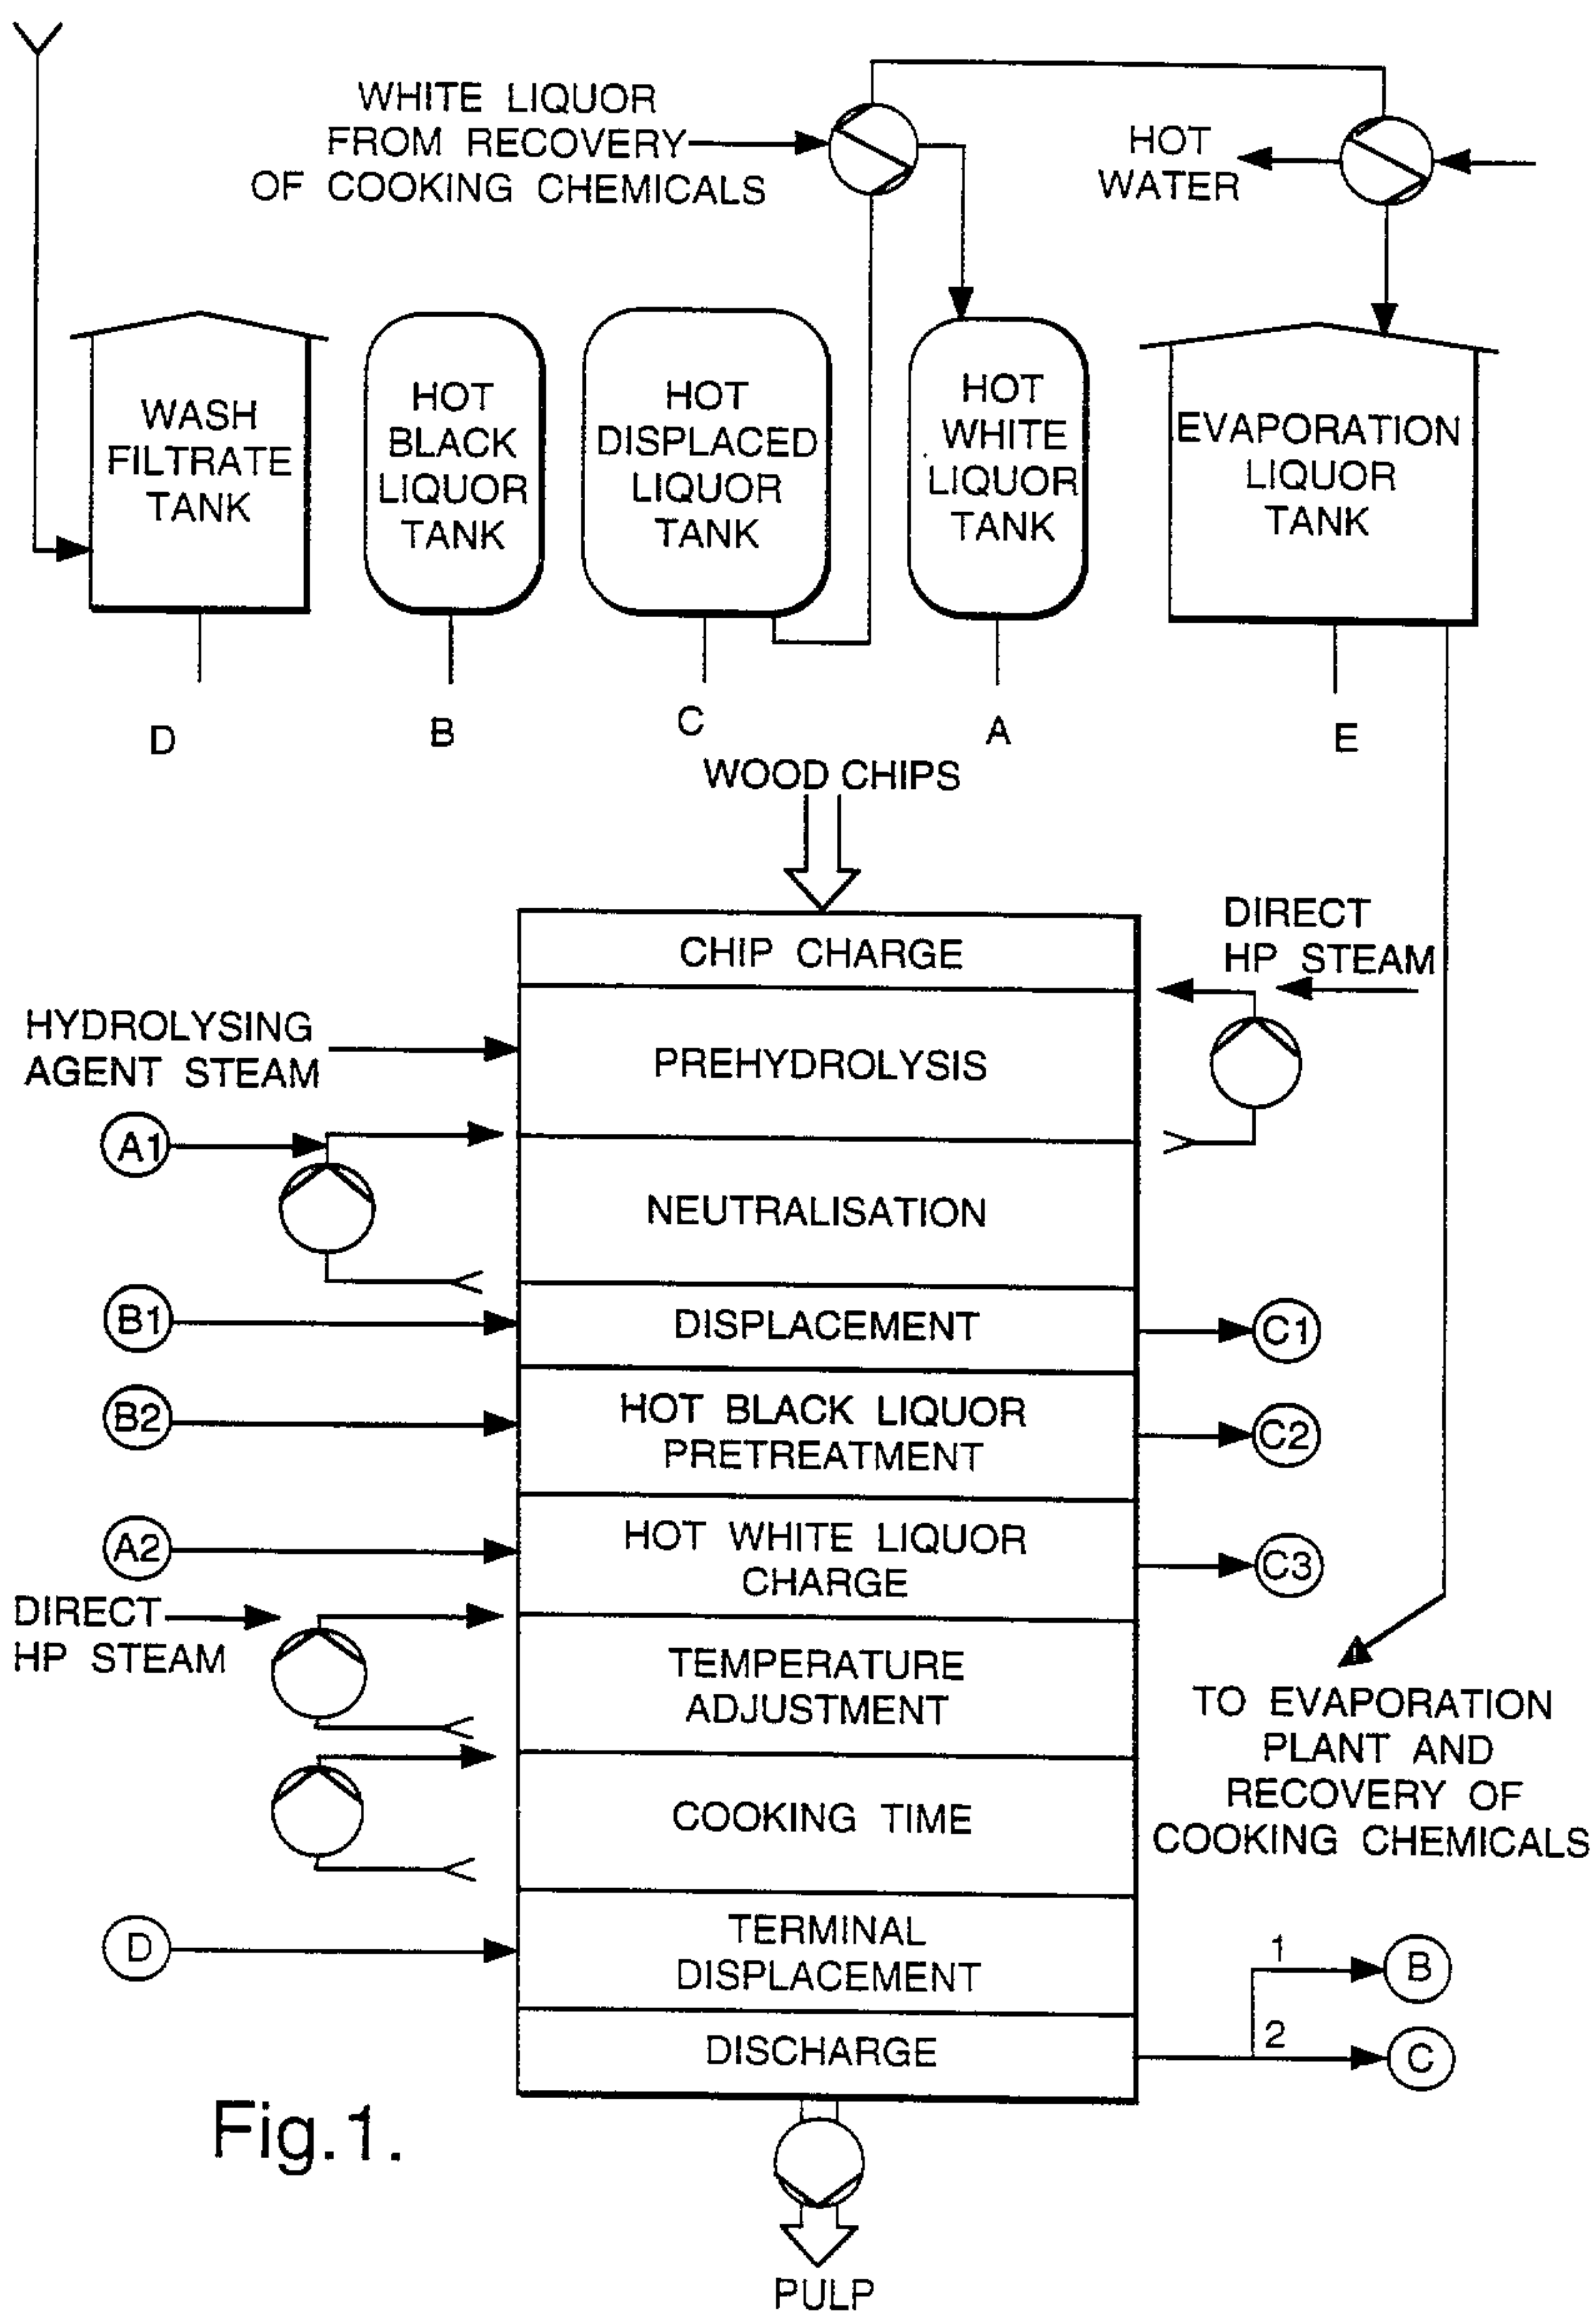 WHITE LIQUOR
FROM RECOVERY
OF COOKING CHEMICALS
HOT
WATER
WASH
FILTRATE
TANK
HOT
BLACK
LIQUOR
TANK
HOT
DISPLACED
LIQUOR
TANK
HOT
WHITE
LIQUOR
TANK
EVAPORATION
LIQUOR
TANK
D
B
C
A
E
WOOD CHIPS
CHIP CHARGE
DIRECT
HP STEAM
HYDROLYSING
AGENT STEAM
PREHYDROLYSIS
A1
NEUTRALISATION
B1
DISPLACEMENT
C1
B2
HOT BLACK LIQUOR
PRETREATMENT
C2
A2
HOT WHITE LIQUOR
CHARGE
C3
DIRECT
HP STEAM
TEMPERATURE
ADJUSTMENT
TO EVAPORATION
PLANT AND
RECOVERY OF
COOKING CHEMICALS
COOKING TIME
D
TERMINAL
DISPLACEMENT
1
B
DISCHARGE
2
C
Fig.1.
PULP